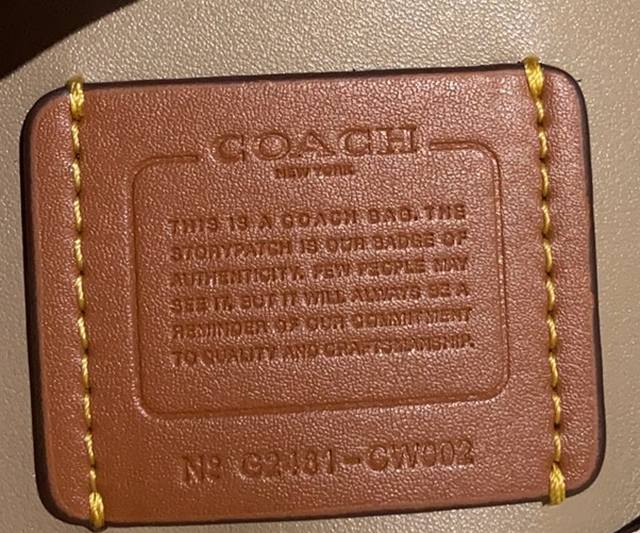 COACH
NEW YORK
THIS IS A COACH BAG. THE
STORYPATCH IS OUR BADGE OF
AUTHENTICITY. FEW PEOPLE MAY
SEE IT, BUT IT WILL ALWAYS BE A
REMINDER OF OUR COMMITMENT
TO QUALITY AND CRAFTSMANSHIP.
Nº C2431-CW002